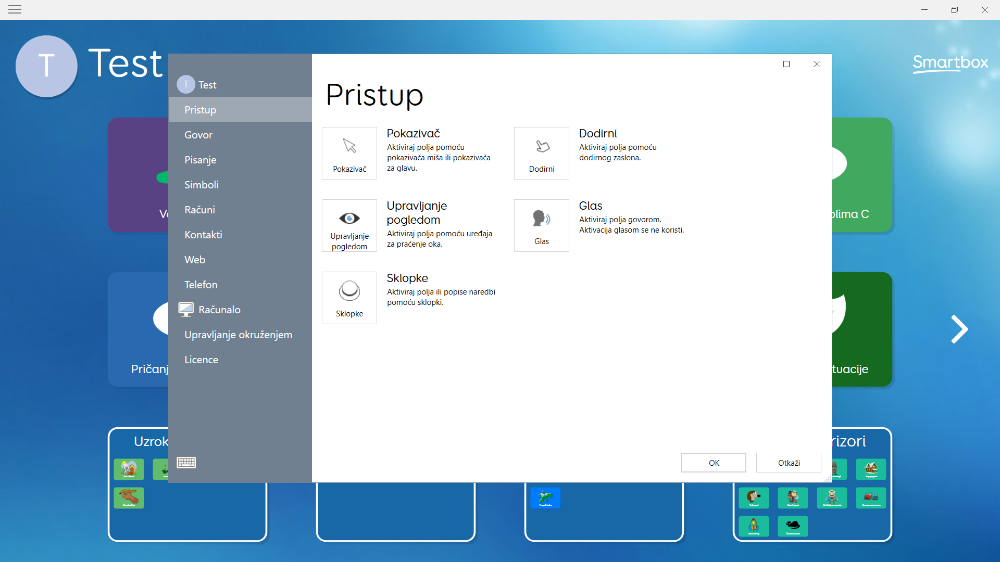 T
Test
Smartbox
T
Test
Pristup
Govor
Pisanje
Simboli
Računi
Kontakti
Web
Telefon
Računalo
Upravljanje okruženjem
Licence
Pristup
Pokazivač
Pokazivač
Aktiviraj polja pomoću
pokazivača miša ili pokazivača
za glavu.
Dodirni
Dodirni
Aktiviraj polja pomoću
dodirnog zaslona.
Upravljanje
pogledom
Upravljanje
pogledom
Aktiviraj polja pomoću uređaja
za praćenje oka.
Glas
Glas
Aktiviraj polja govorom.
Aktivacija glasom se ne koristi.
Sklopke
Sklopke
Aktiviraj polja ili popise naredbi
pomoću sklopki.
OK
Otkaži
Pričanj
Uzrok
lima C
tuacije
rizori